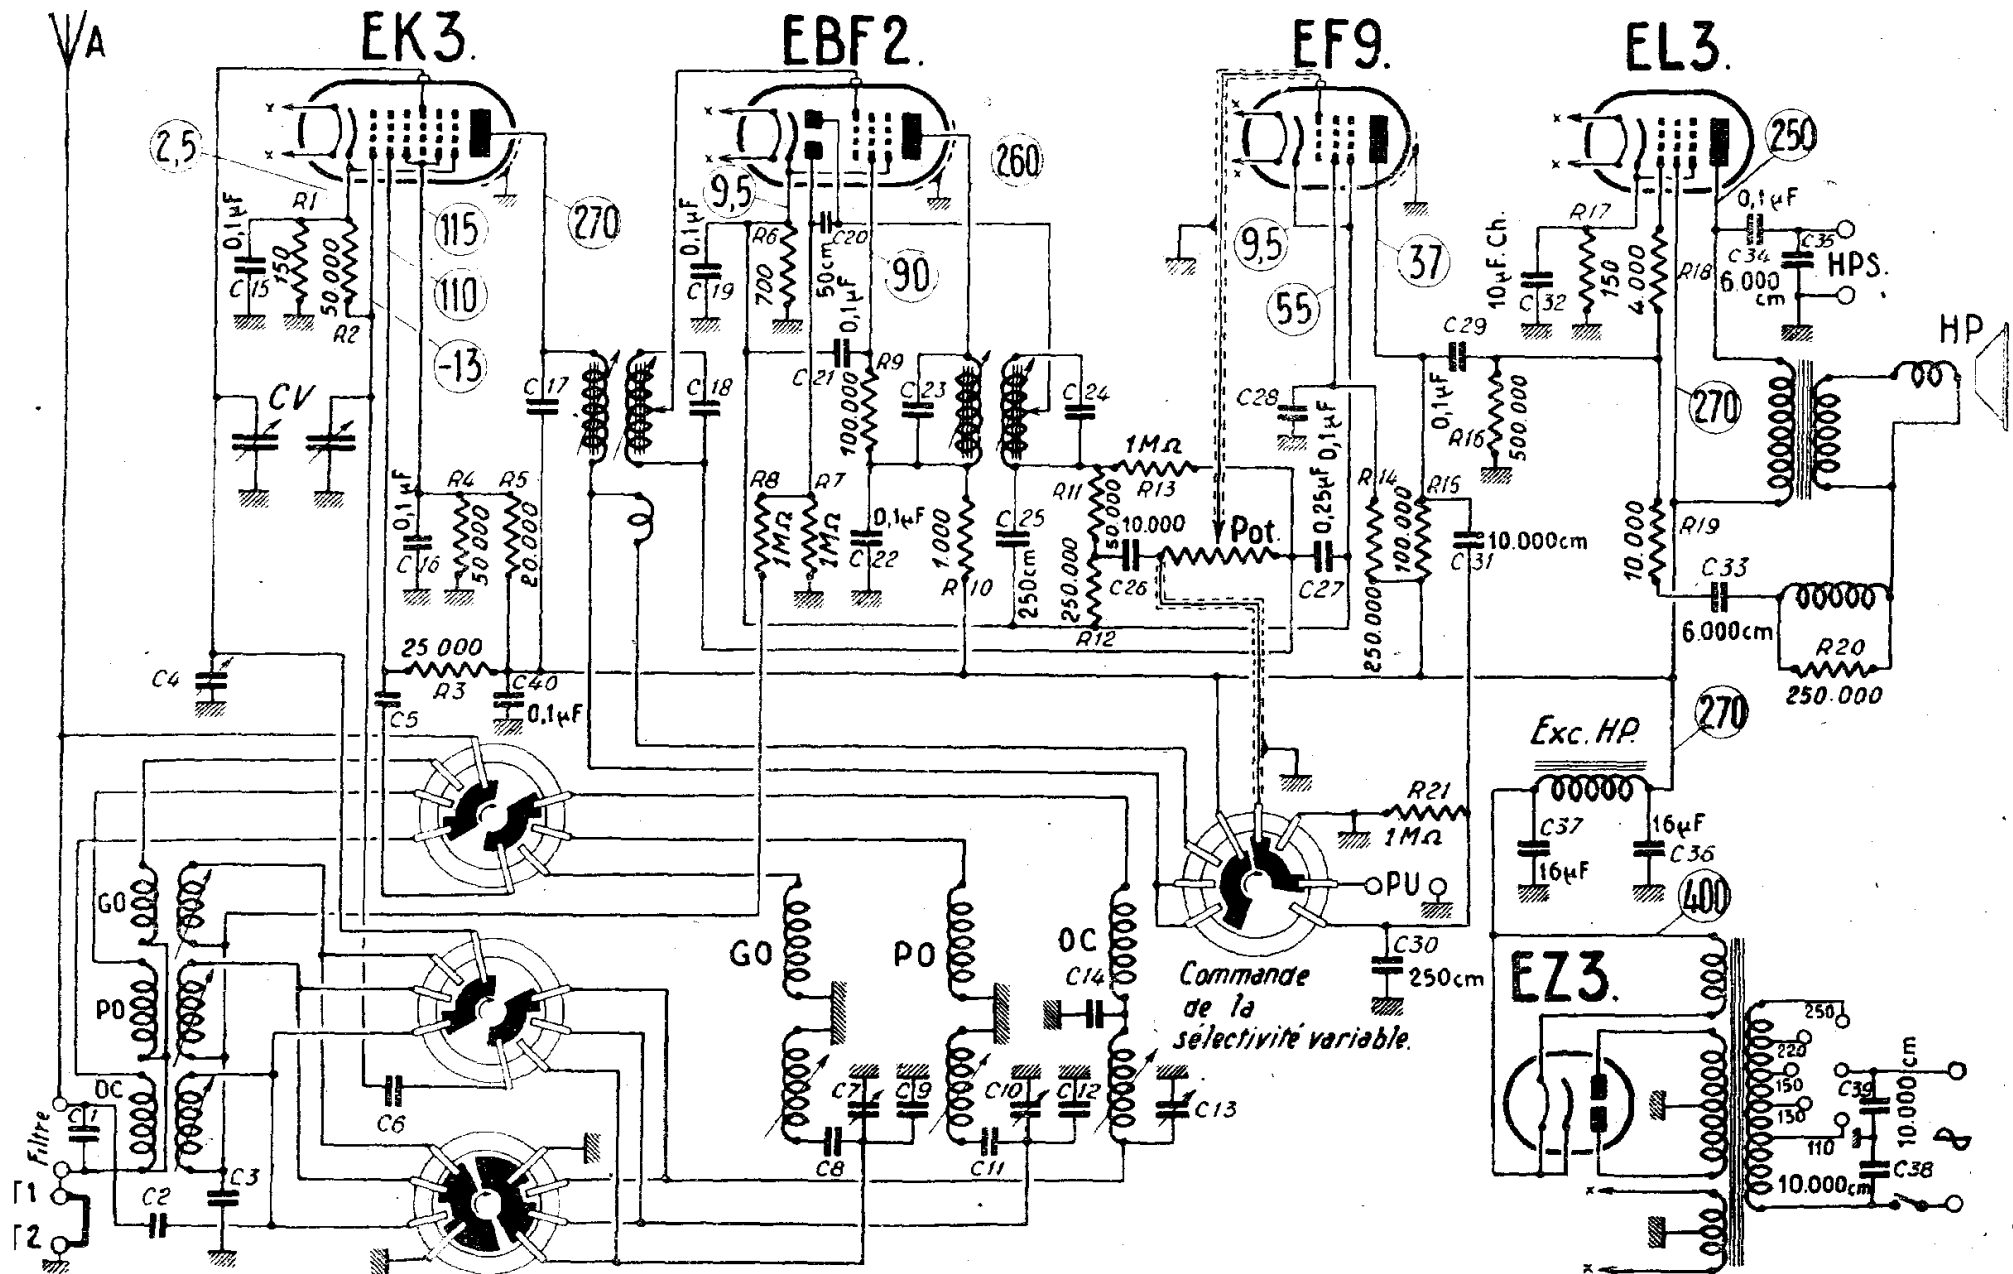 A
EK3.
EBF2.
EF9.
EL3.
2,5
115
110
-13
270
9,5
90
260
9,5
55
37
250
270
270
400
0,1µF
C15
R1
150
50.000
R2
CV
C17
C18
0,1µF
C19
R6
700
C20
50cm
0,1µF
C21
R9
100.000
C23
C24
C28
0,1µF
C29
0,1µF
R16
500.000
10µF.Ch.
C32
R17
150
4.000
R18
0,1µF
C34
C35
6.000
cm
HPS.
HP
0,1µF
C16
R4
50.000
R5
20.000
R8
1MΩ
R7
1MΩ
0,1µF
C22
1.000
R10
C25
250cm
R11
50.000
1MΩ
R13
10.000
C26
250.000
R12
Pot.
0,25µF
C27
R14
250.000
R15
100.000
10.000cm
C31
10.000
R19
C33
6.000cm
R20
250.000
25 000
R3
C4
C5
C40
0,1µF
Exc.HP.
C37
16µF
16µF
C36
R21
1MΩ
PU
C30
250cm
Commande
de la
sélectivité variable.
GO
PO
OC
GO
PO
OC
C14
C6
C7
C9
C8
C10
C12
C11
C13
Filtre
C1
C2
C3
T1
T2
EZ3.
250
220
150
130
110
C39
10.000 cm
C38
10.000cm
x
x
x
x
x
x
x
x
x
x